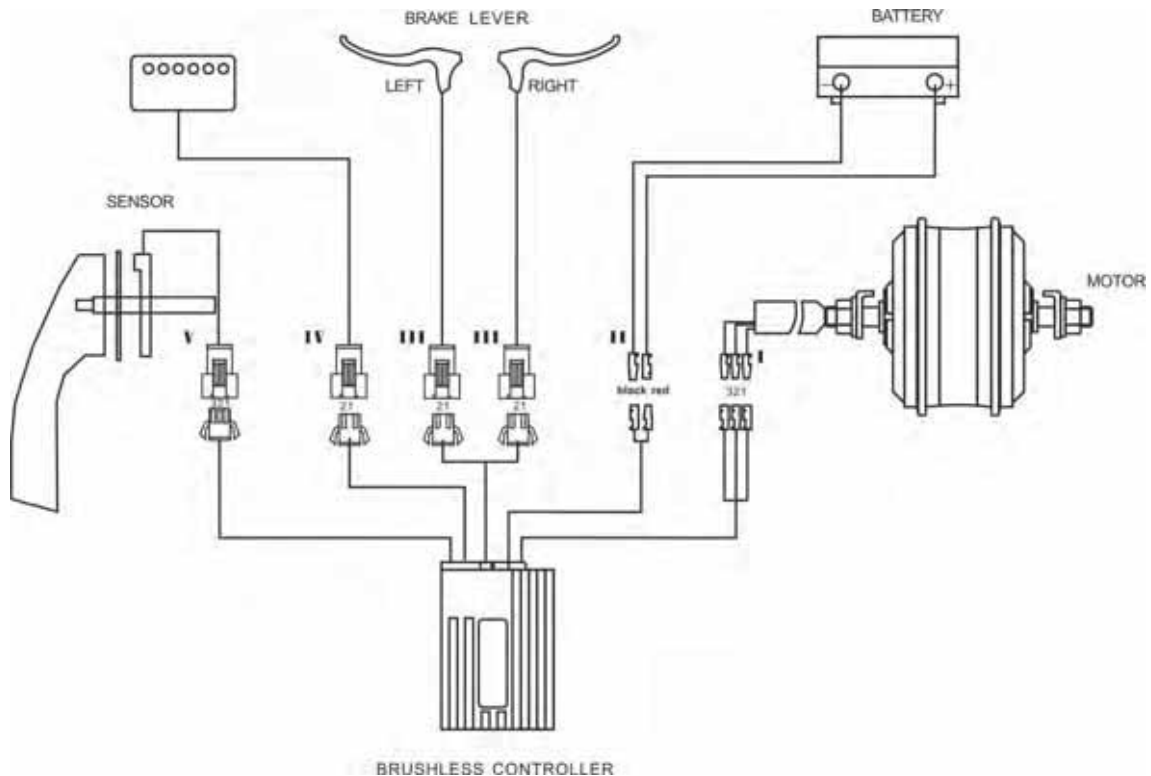 BRAKE LEVER
BATTERY
LEFT
RIGHT
- +
SENSOR
MOTOR
V
IV
III
III
II
I
black red
321
21
21
21
321
BRUSHLESS CONTROLLER